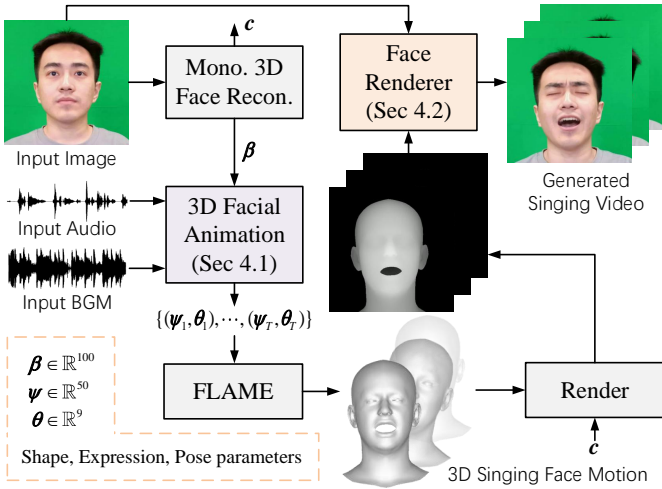 c
Mono. 3D
Face Recon.
Face
Renderer
(Sec 4.2)
Input Image
β
Generated
Singing Video
Input Audio
3D Facial
Animation
(Sec 4.1)
Input BGM
{(ψ₁,θ₁),⋯,(ψ_T,θ_T)}
β ∈ ℝ¹⁰⁰
ψ ∈ ℝ⁵⁰
θ ∈ ℝ⁹
Shape, Expression, Pose parameters
FLAME
Render
c
3D Singing Face Motion